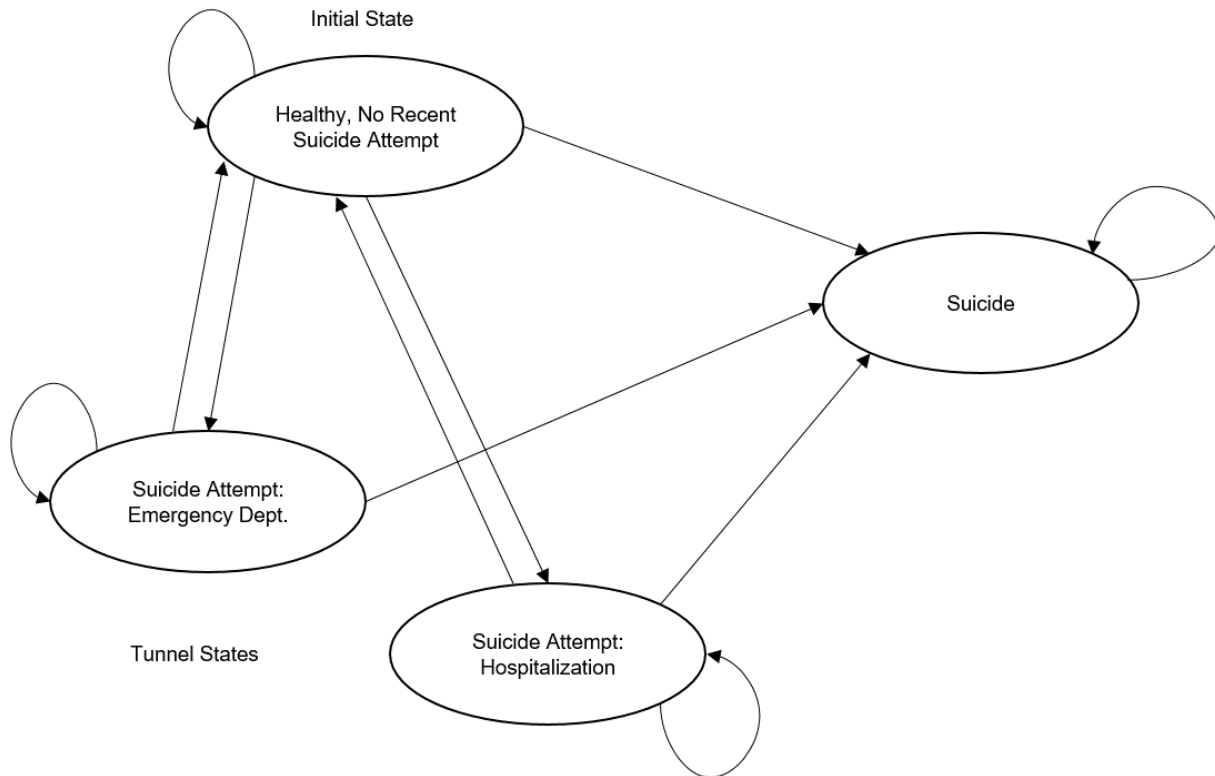 Initial State
Healthy, No Recent
Suicide Attempt
Suicide
Suicide Attempt:
Emergency Dept.
Tunnel States
Suicide Attempt:
Hospitalization